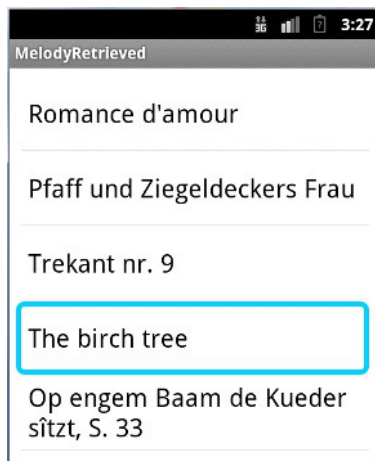 3G 3:27
MelodyRetrieved
Romance d'amour
Pfaff und Ziegeldeckers Frau
Trekant nr. 9
The birch tree
Op engem Baam de Kueder
sîtzt, S. 33